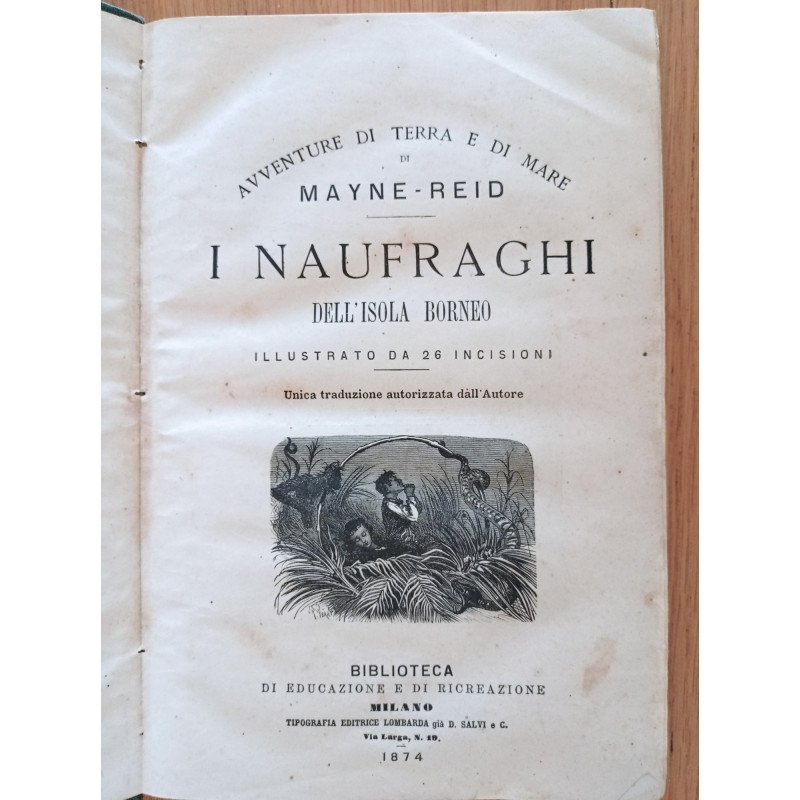 AVVENTURE DI TERRA E DI MARE
DI
MAYNE-REID
I NAUFRAGHI
DELL'ISOLA BORNEO
ILLUSTRATO DA 26 INCISIONI
Unica traduzione autorizzata dall'Autore
BIBLIOTECA
DI EDUCAZIONE E DI RICREAZIONE
MILANO
TIPOGRAFIA EDITRICE LOMBARDA già D. SALVI e C.
Via Larga, N. 19.
1874